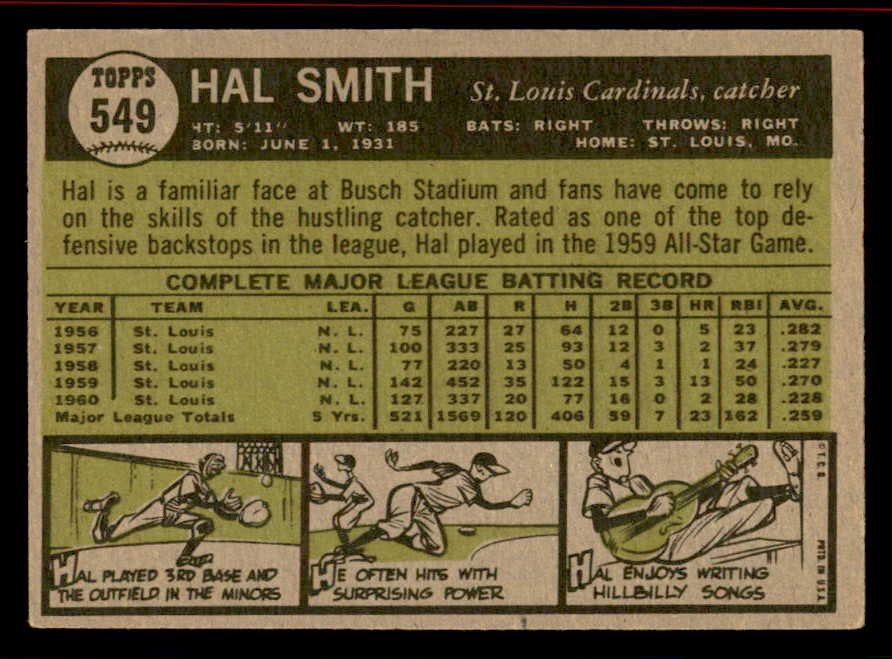 TOPPS
549
HAL SMITH St. Louis Cardinals, catcher
HT: 5'11" WT: 185 BATS: RIGHT THROWS: RIGHT
BORN: JUNE 1, 1931 HOME: ST. LOUIS, MO.
Hal is a familiar face at Busch Stadium and fans have come to rely
on the skills of the hustling catcher. Rated as one of the top de-
fensive backstops in the league, Hal played in the 1959 All-Star Game.
COMPLETE MAJOR LEAGUE BATTING RECORD
YEAR TEAM LEA. G AB R H 2B 3B HR RBI AVG.
1956 St. Louis N. L. 75 227 27 64 12 0 5 23 .282
1957 St. Louis N. L. 100 333 25 93 12 3 2 37 .279
1958 St. Louis N. L. 77 220 13 50 4 1 1 24 .227
1959 St. Louis N. L. 142 452 35 122 15 3 13 50 .270
1960 St. Louis N. L. 127 337 20 77 16 0 2 28 .228
Major League Totals 5 Yrs. 521 1569 120 406 59 7 23 162 .259
HAL PLAYED 3RD BASE AND
THE OUTFIELD IN THE MINORS
HE OFTEN HITS WITH
SURPRISING POWER
HAL ENJOYS WRITING
HILLBILLY SONGS
©T.C.G.
PRTD. IN U.S.A.